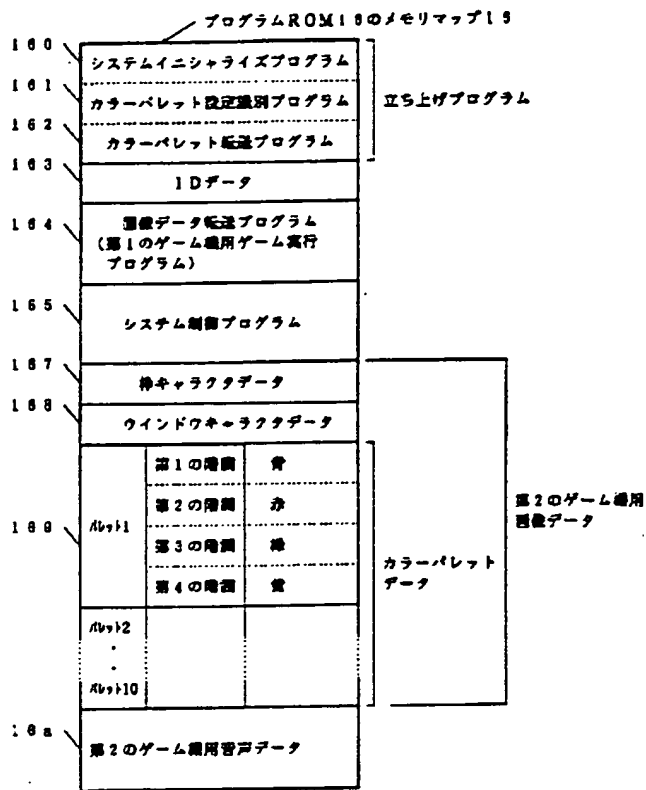 プログラムROM16のメモリマップ15
160
システムイニシャライズプログラム
161
カラーパレット設定識別プログラム
162
カラーパレット転送プログラム
立ち上げプログラム
163
IDデータ
164
画像データ転送プログラム
(第1のゲーム機用ゲーム実行
プログラム)
165
システム制御プログラム
167
枠キャラクタデータ
168
ウインドウキャラクタデータ
169
パレット1
第1の階調 青
第2の階調 赤
第3の階調 緑
第4の階調 黄
パレット2
・
・
パレット10
カラーパレット
データ
第2のゲーム機用
画像データ
16a
第2のゲーム機用音声データ